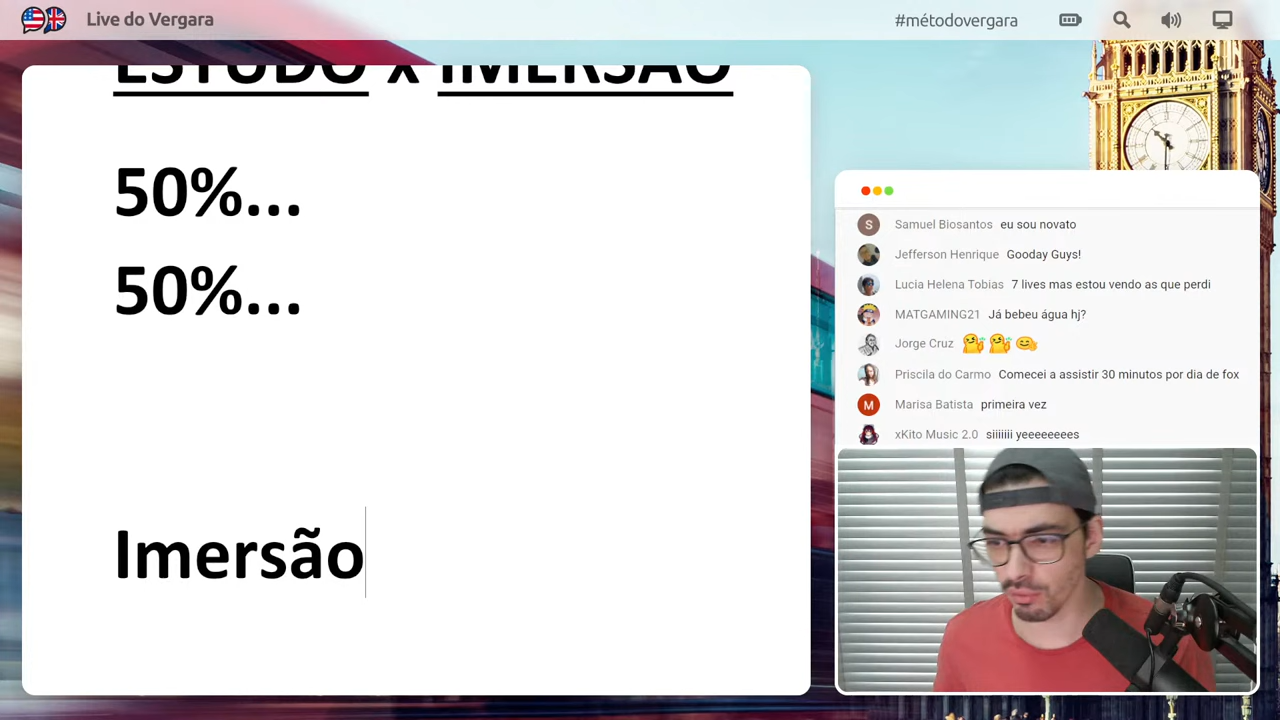 Live do Vergara
#métodovergara
ESTUDO x IMERSÃO
50%...
50%...
Imersão
S Samuel Biosantos eu sou novato
Jefferson Henrique Gooday Guys!
Lucia Helena Tobias 7 lives mas estou vendo as que perdi
MATGAMING21 Já bebeu água hj?
Jorge Cruz
Priscila do Carmo Comecei a assistir 30 minutos por dia de fox
M Marisa Batista primeira vez
xKito Music 2.0 siiiiiii yeeeeeeees